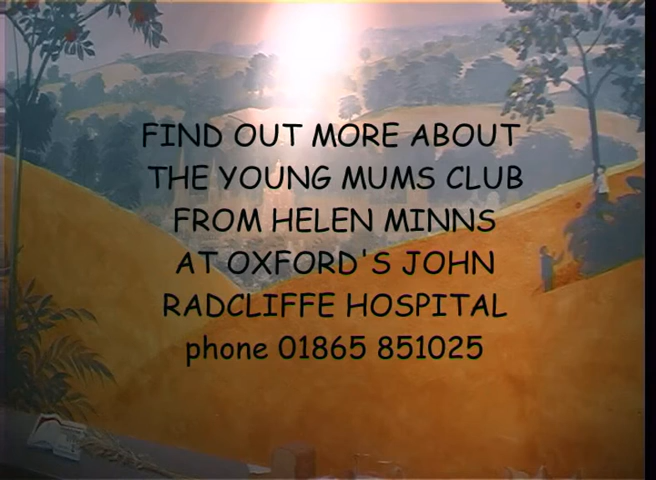 FIND OUT MORE ABOUT
THE YOUNG MUMS CLUB
FROM HELEN MINNS
AT OXFORD'S JOHN
RADCLIFFE HOSPITAL
phone 01865 851025